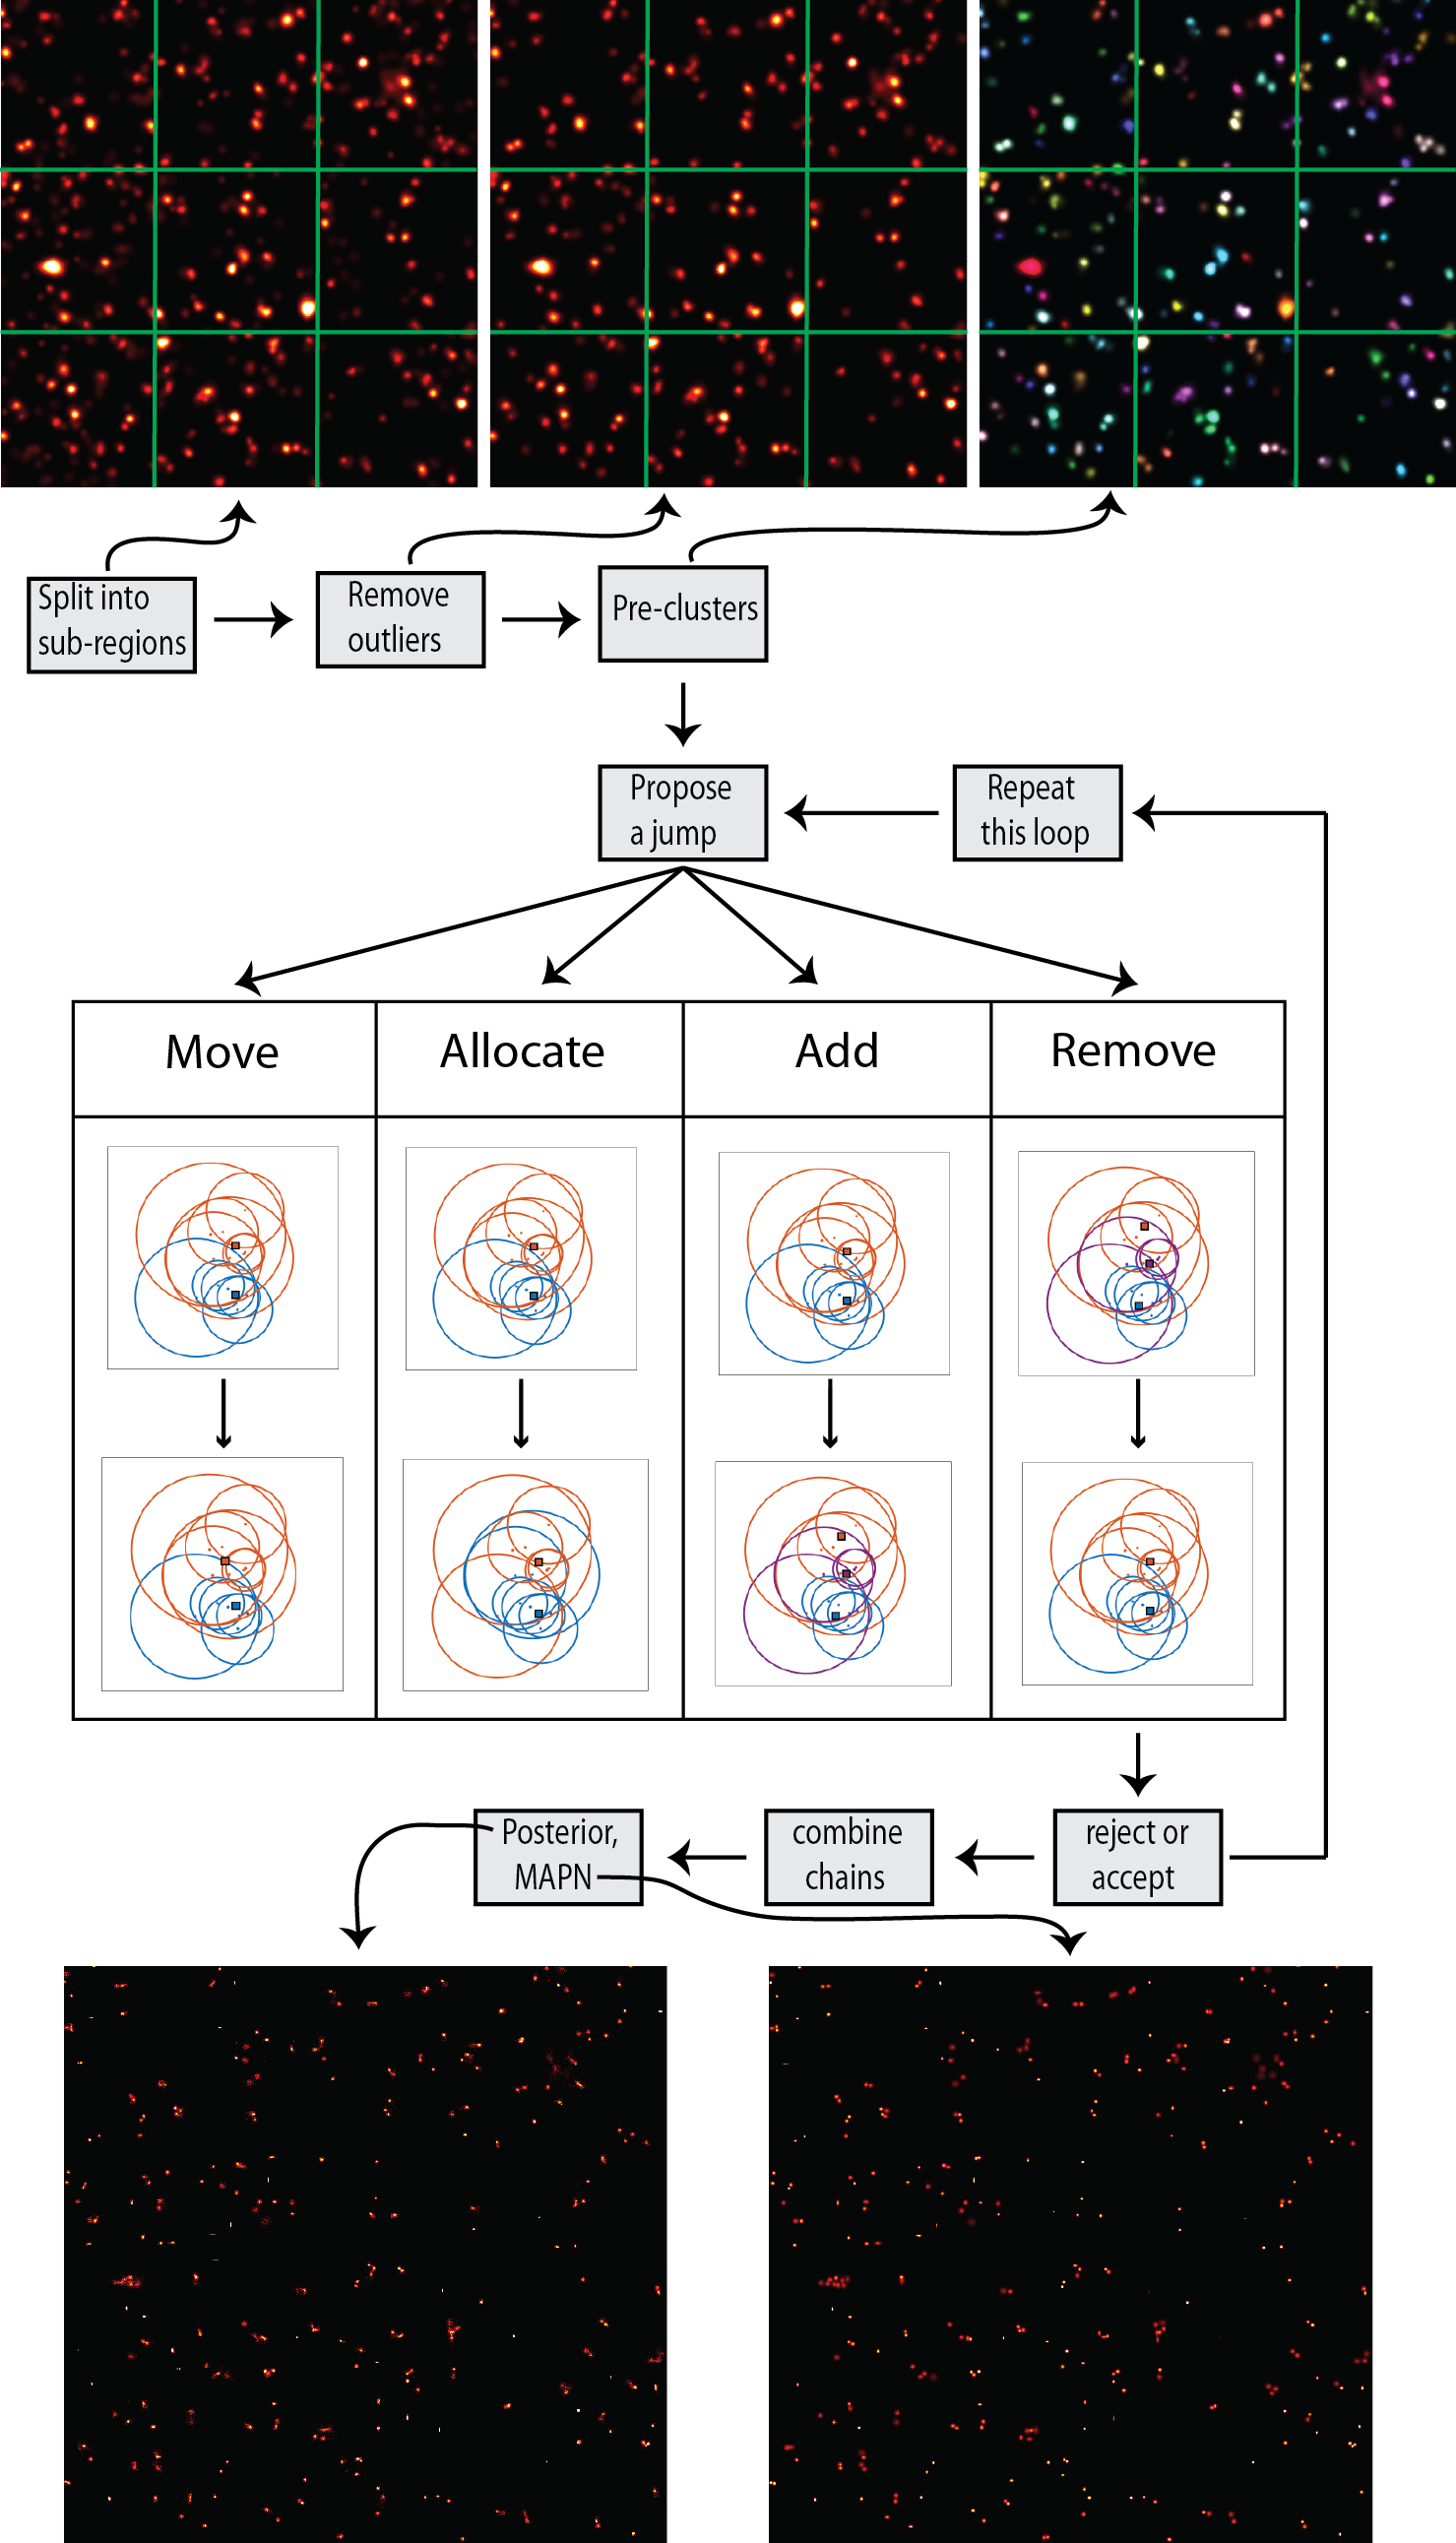 Split into
sub-regions
Remove
outliers
Pre-clusters
Propose
a jump
Repeat
this loop
Move
Allocate
Add
Remove
Posterior,
MAPN
combine
chains
reject or
accept